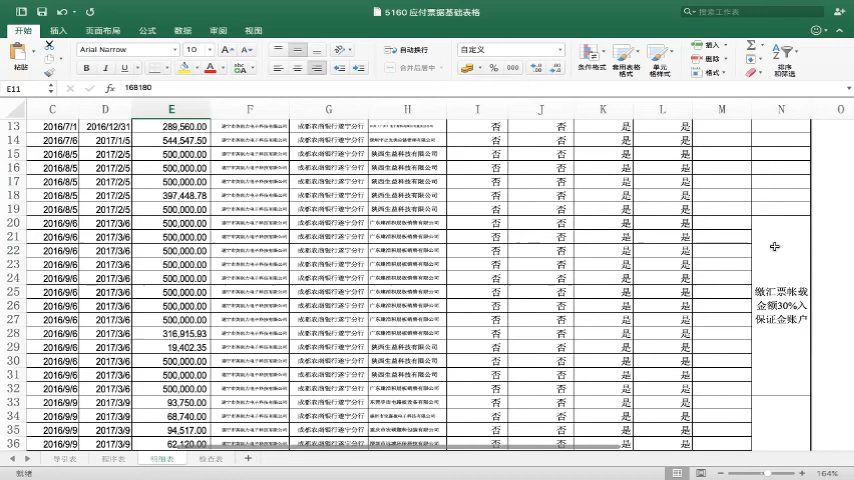 5160 应付票据基础表格
搜索工作表
开始 插入 页面布局 公式 数据 审阅 视图
粘贴 Arial Narrow 10 A A 自动换行 自定义 插入
B I U A abc 合并后居中 % 000 条件格式 套用表格格式 单元格样式 删除 格式 排序和筛选
E11 fx 168180
C D E F G H I J K L M N O
13 2016/7/1 2016/12/31 289,560.00 成都农商银行遂宁分行 否 否 是 是
14 2016/7/6 2017/1/5 544,547.50 成都农商银行遂宁分行 否 否 是 是
15 2016/8/5 2017/2/5 500,000.00 成都农商银行遂宁分行 陕西生益科技有限公司 否 否 是 是
16 2016/8/5 2017/2/5 500,000.00 成都农商银行遂宁分行 陕西生益科技有限公司 否 否 是 是
17 2016/8/5 2017/2/5 500,000.00 成都农商银行遂宁分行 陕西生益科技有限公司 否 否 是 是
18 2016/8/5 2017/2/5 397,448.78 成都农商银行遂宁分行 陕西生益科技有限公司 否 否 是 是
19 2016/8/5 2017/2/5 500,000.00 成都农商银行遂宁分行 陕西生益科技有限公司 否 否 是 是
20 2016/9/6 2017/3/6 500,000.00 成都农商银行遂宁分行 否 否 是 是
21 2016/9/6 2017/3/6 500,000.00 成都农商银行遂宁分行 否 否 是 是
22 2016/9/6 2017/3/6 500,000.00 成都农商银行遂宁分行 否 否 是 是
23 2016/9/6 2017/3/6 500,000.00 成都农商银行遂宁分行 否 否 是 是
24 2016/9/6 2017/3/6 500,000.00 成都农商银行遂宁分行 否 否 是 是
25 2016/9/6 2017/3/6 500,000.00 成都农商银行遂宁分行 否 否 是 是 缴汇票帐载
26 2016/9/6 2017/3/6 500,000.00 成都农商银行遂宁分行 否 否 是 是 金额30%入
27 2016/9/6 2017/3/6 500,000.00 成都农商银行遂宁分行 否 否 是 是 保证金账户
28 2016/9/6 2017/3/6 316,915.93 成都农商银行遂宁分行 否 否 是 是
29 2016/9/6 2017/3/6 19,402.35 成都农商银行遂宁分行 陕西生益科技有限公司 否 否 是 是
30 2016/9/6 2017/3/6 500,000.00 成都农商银行遂宁分行 陕西生益科技有限公司 否 否 是 是
31 2016/9/6 2017/3/6 500,000.00 成都农商银行遂宁分行 陕西生益科技有限公司 否 否 是 是
32 2016/9/6 2017/3/6 500,000.00 成都农商银行遂宁分行 否 否 是 是
33 2016/9/9 2017/3/9 93,750.00 成都农商银行遂宁分行 否 否 是 是
34 2016/9/9 2017/3/9 68,740.00 成都农商银行遂宁分行 否 否 是 是
35 2016/9/9 2017/3/9 94,517.00 成都农商银行遂宁分行 否 否 是 是
36 2016/9/9 2017/3/9 62,120.00 成都农商银行遂宁分行 否 否 是 是
导引表 程序表 明细表 检查表 +
就绪 164%